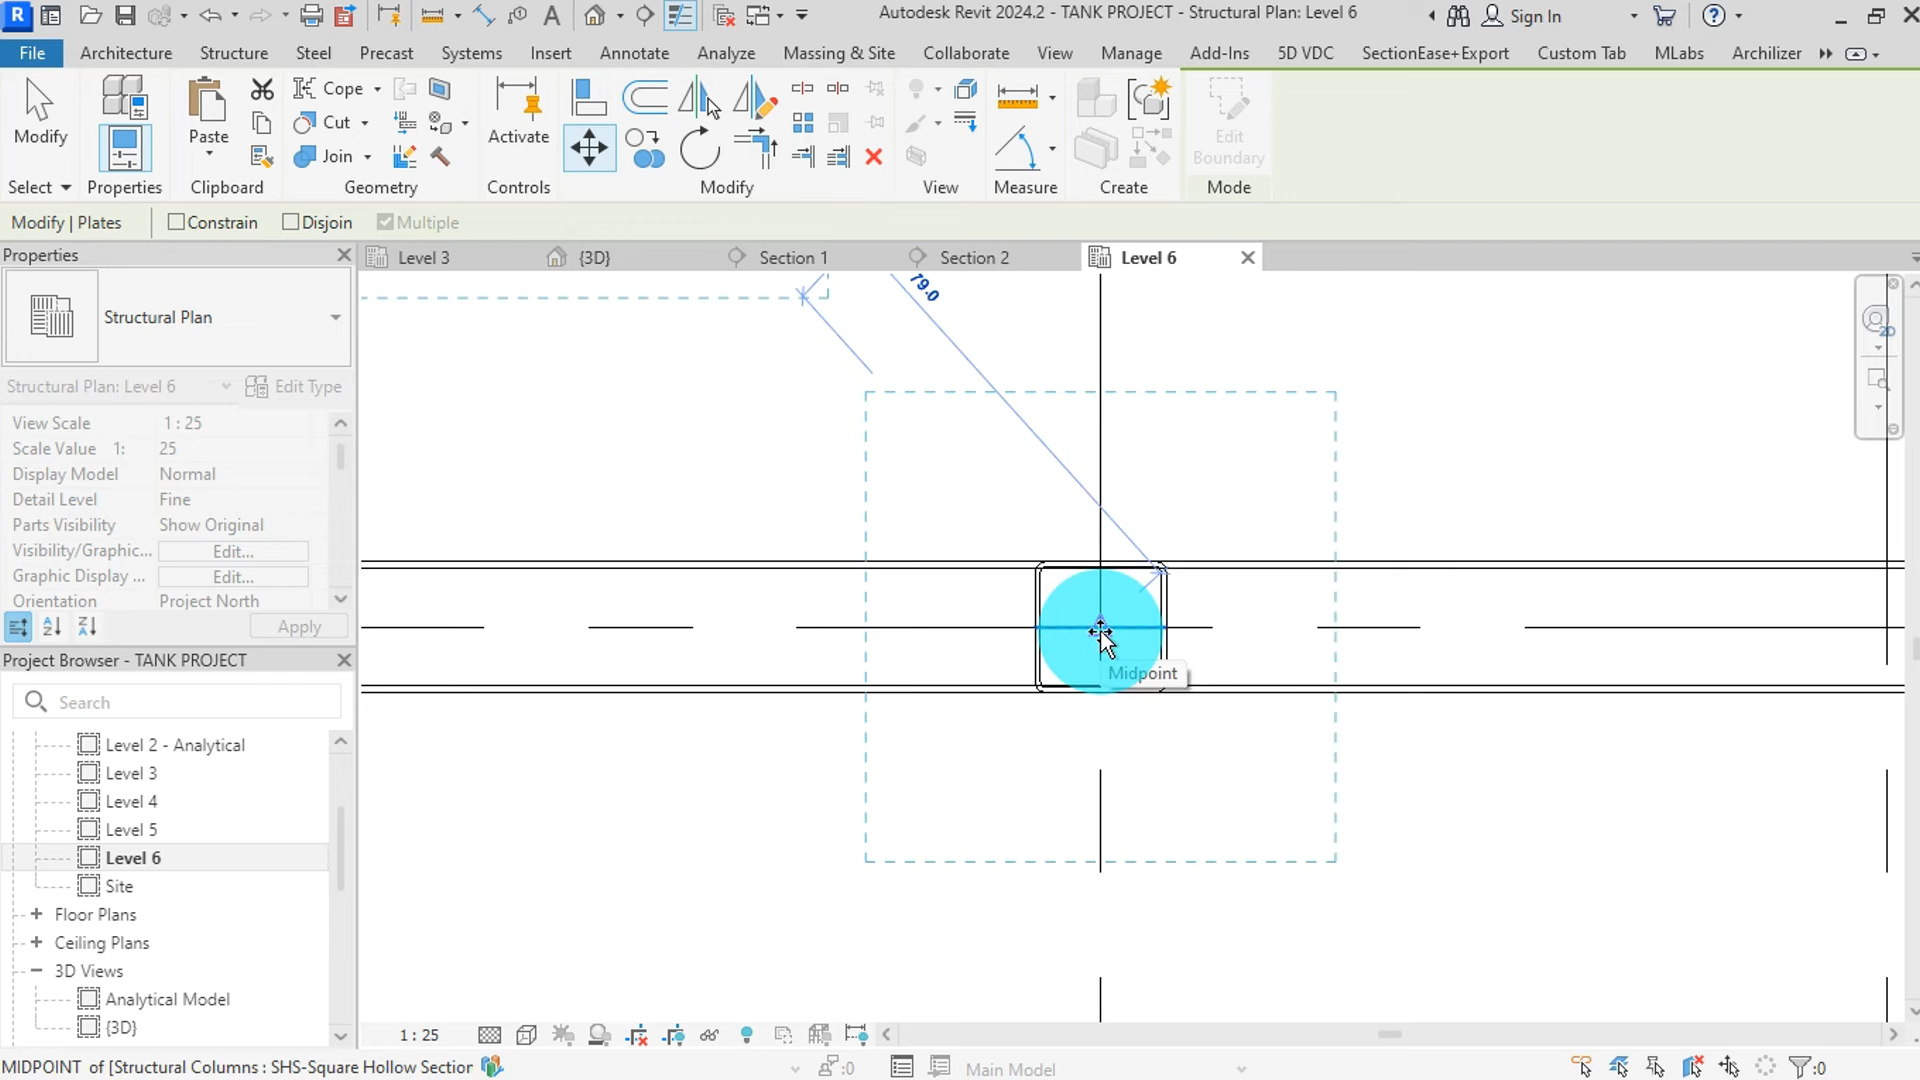 Autodesk Revit 2024.2 - TANK PROJECT - Structural Plan: Level 6
Sign In
File
Architecture
Structure
Steel
Precast
Systems
Insert
Annotate
Analyze
Massing & Site
Collaborate
View
Manage
Add-Ins
5D VDC
SectionEase+Export
Custom Tab
MLabs
Archilizer
Modify
Paste
Cope
Cut
Join
Activate
Edit
Boundary
Select
Properties
Clipboard
Geometry
Controls
Modify
View
Measure
Create
Mode
Modify | Plates
Constrain
Disjoin
Multiple
Properties
Level 3
{3D}
Section 1
Section 2
Level 6
Structural Plan
Structural Plan: Level 6
Edit Type
View Scale 1 : 25
Scale Value 1: 25
Display Model Normal
Detail Level Fine
Parts Visibility Show Original
Visibility/Graphic... Edit...
Graphic Display ... Edit...
Orientation Project North
Apply
Project Browser - TANK PROJECT
Search
Level 2 - Analytical
Level 3
Level 4
Level 5
Level 6
Site
Floor Plans
Ceiling Plans
3D Views
Analytical Model
{3D}
79.0
2D
Midpoint
1 : 25
MIDPOINT of [Structural Columns : SHS-Square Hollow Section
:0
Main Model
:0